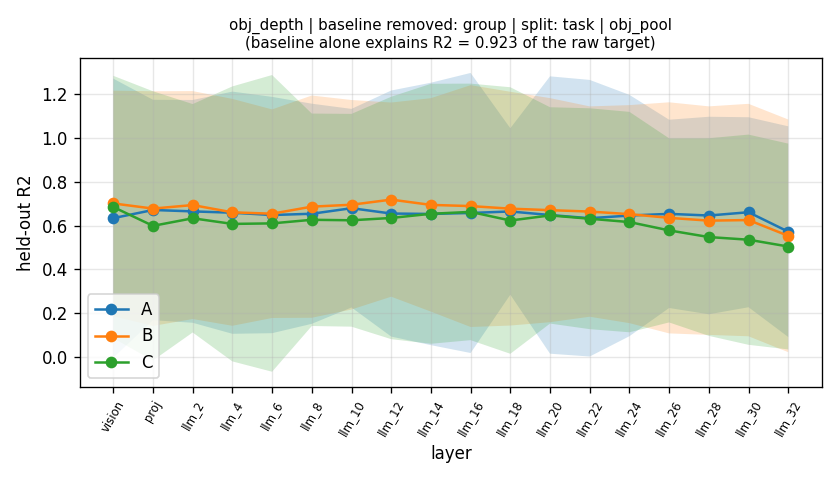 obj_depth | baseline removed: group | split: task | obj_pool
(baseline alone explains R2 = 0.923 of the raw target)
held-out R2
1.2
1.0
0.8
0.6
0.4
0.2
0.0
A
B
C
vision
proj
llm_2
llm_4
llm_6
llm_8
llm_10
llm_12
llm_14
llm_16
llm_18
llm_20
llm_22
llm_24
llm_26
llm_28
llm_30
llm_32
layer